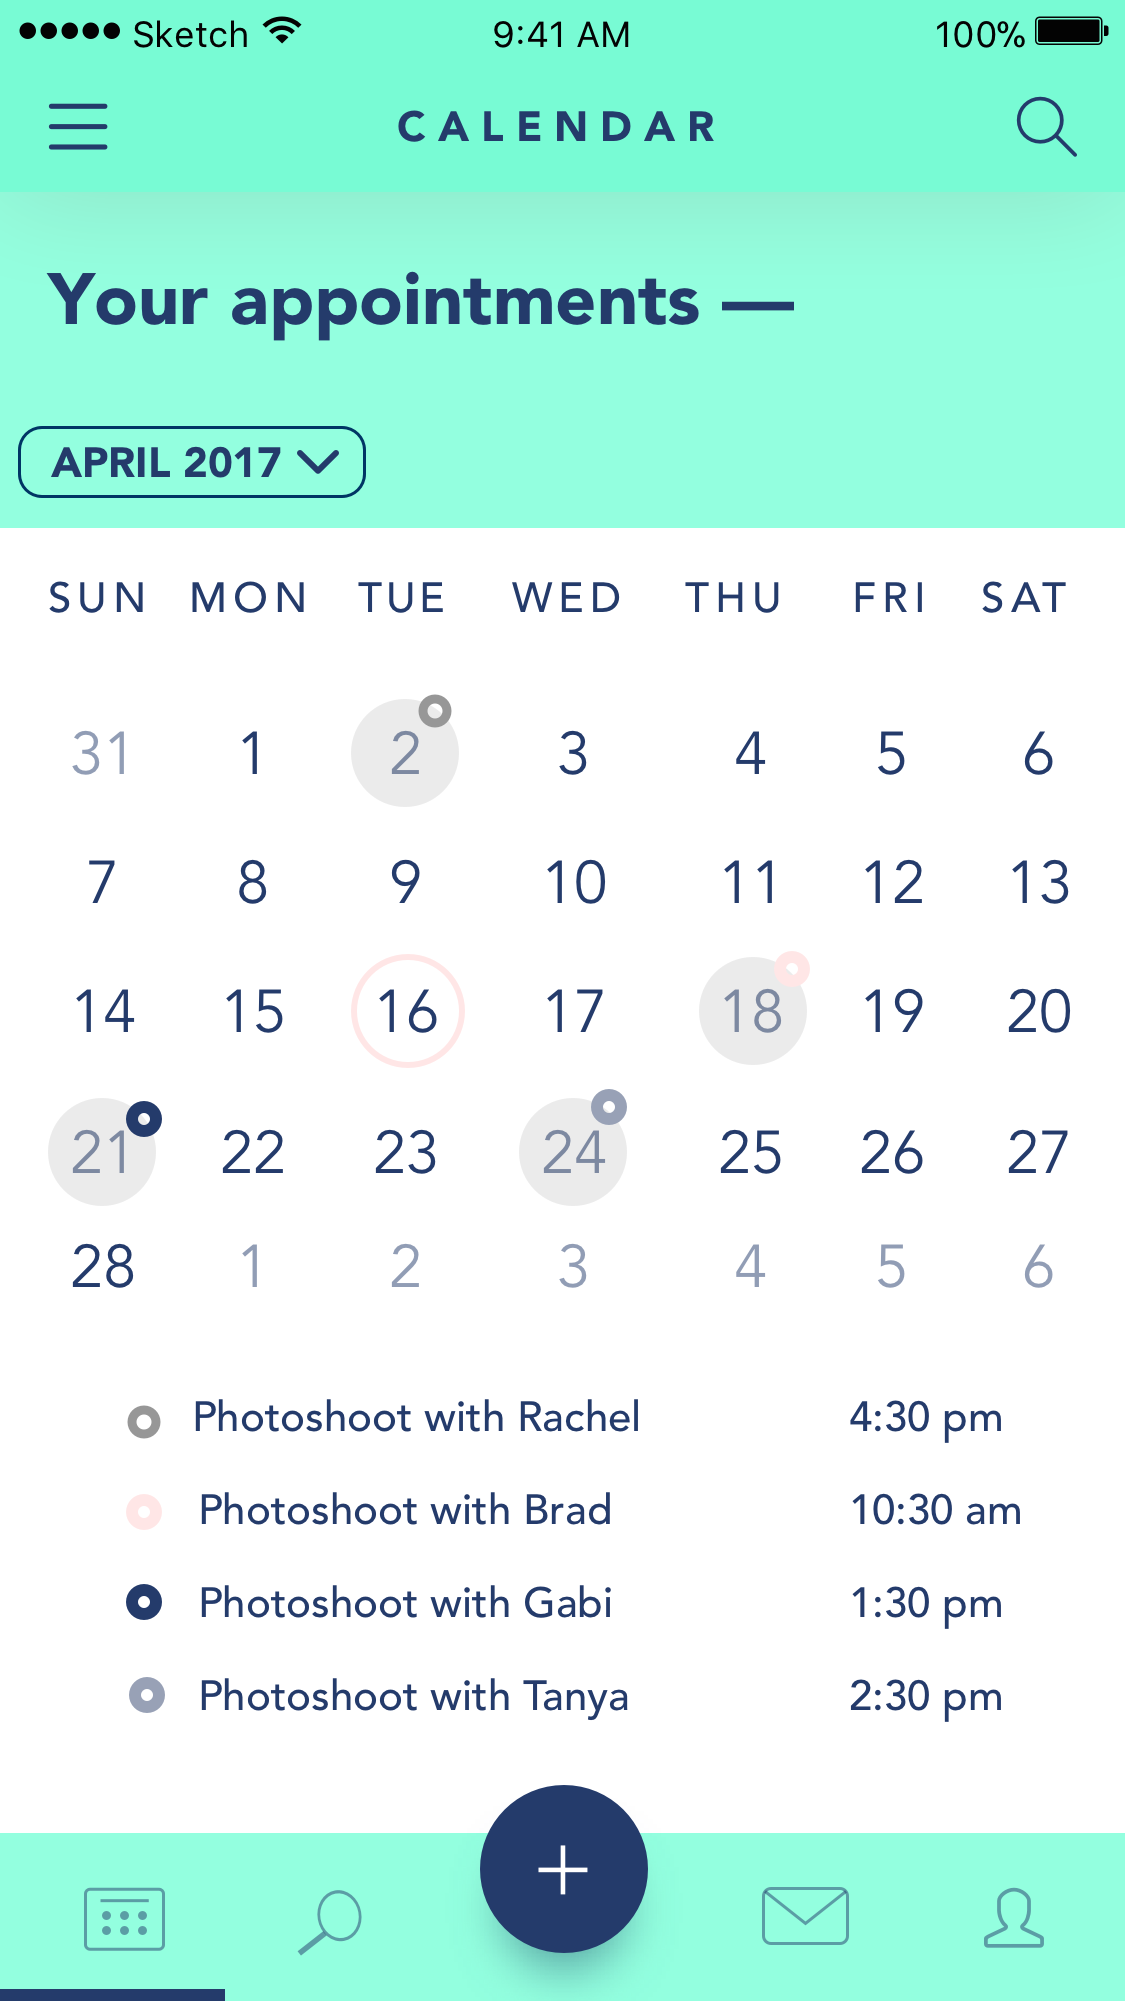 Sketch 9:41 AM 100%
CALENDAR
Your appointments —
APRIL 2017
SUN MON TUE WED THU FRI SAT
31 1 2 3 4 5 6
7 8 9 10 11 12 13
14 15 16 17 18 19 20
21 22 23 24 25 26 27
28 1 2 3 4 5 6
Photoshoot with Rachel 4:30 pm
Photoshoot with Brad 10:30 am
Photoshoot with Gabi 1:30 pm
Photoshoot with Tanya 2:30 pm